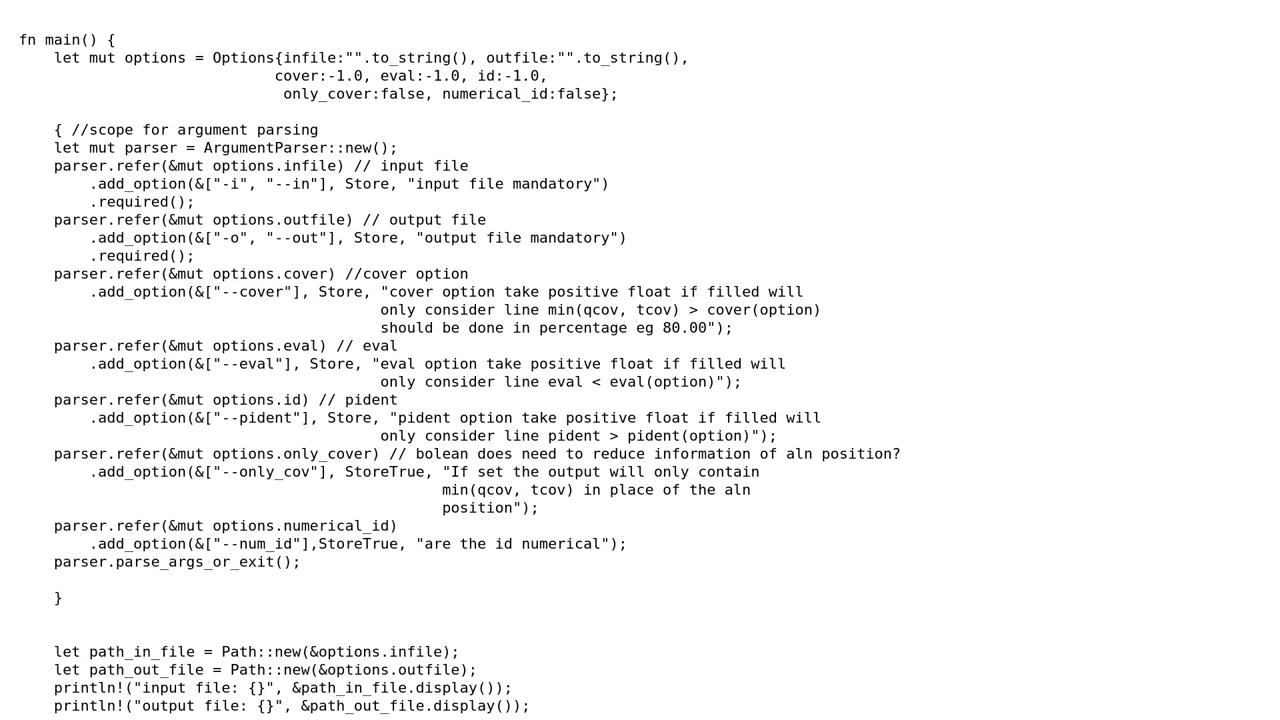 fn main() {
    let mut options = Options{infile:"".to_string(), outfile:"".to_string(),
                             cover:-1.0, eval:-1.0, id:-1.0,
                              only_cover:false, numerical_id:false};

    { //scope for argument parsing
    let mut parser = ArgumentParser::new();
    parser.refer(&mut options.infile) // input file
        .add_option(&["-i", "--in"], Store, "input file mandatory")
        .required();
    parser.refer(&mut options.outfile) // output file
        .add_option(&["-o", "--out"], Store, "output file mandatory")
        .required();
    parser.refer(&mut options.cover) //cover option
        .add_option(&["--cover"], Store, "cover option take positive float if filled will
                                         only consider line min(qcov, tcov) > cover(option)
                                         should be done in percentage eg 80.00");
    parser.refer(&mut options.eval) // eval
        .add_option(&["--eval"], Store, "eval option take positive float if filled will
                                         only consider line eval < eval(option)");
    parser.refer(&mut options.id) // pident
        .add_option(&["--pident"], Store, "pident option take positive float if filled will
                                         only consider line pident > pident(option)");
    parser.refer(&mut options.only_cover) // bolean does need to reduce information of aln position?
        .add_option(&["--only_cov"], StoreTrue, "If set the output will only contain
                                                min(qcov, tcov) in place of the aln
                                                position");
    parser.refer(&mut options.numerical_id)
        .add_option(&["--num_id"],StoreTrue, "are the id numerical");
    parser.parse_args_or_exit();

    }


    let path_in_file = Path::new(&options.infile);
    let path_out_file = Path::new(&options.outfile);
    println!("input file: {}", &path_in_file.display());
    println!("output file: {}", &path_out_file.display());